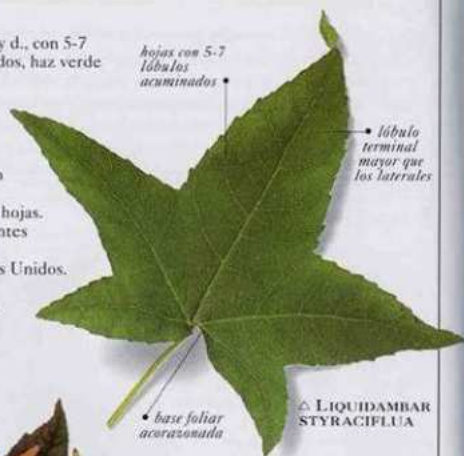 y d., con 5-7
dos, haz verde
hojas.
ntes
s Unidos.
hojas con 5-7
lóbulos
acuminados
lóbulo
terminal
mayor que
los laterales
base foliar
acorazonada
△ LIQUIDAMBAR
STYRACIFLUA